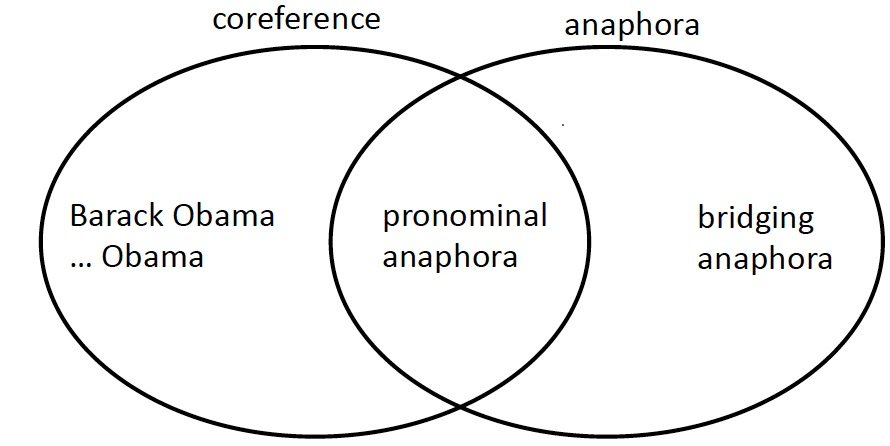 coreference
anaphora
Barack Obama
... Obama
pronominal
anaphora
bridging
anaphora